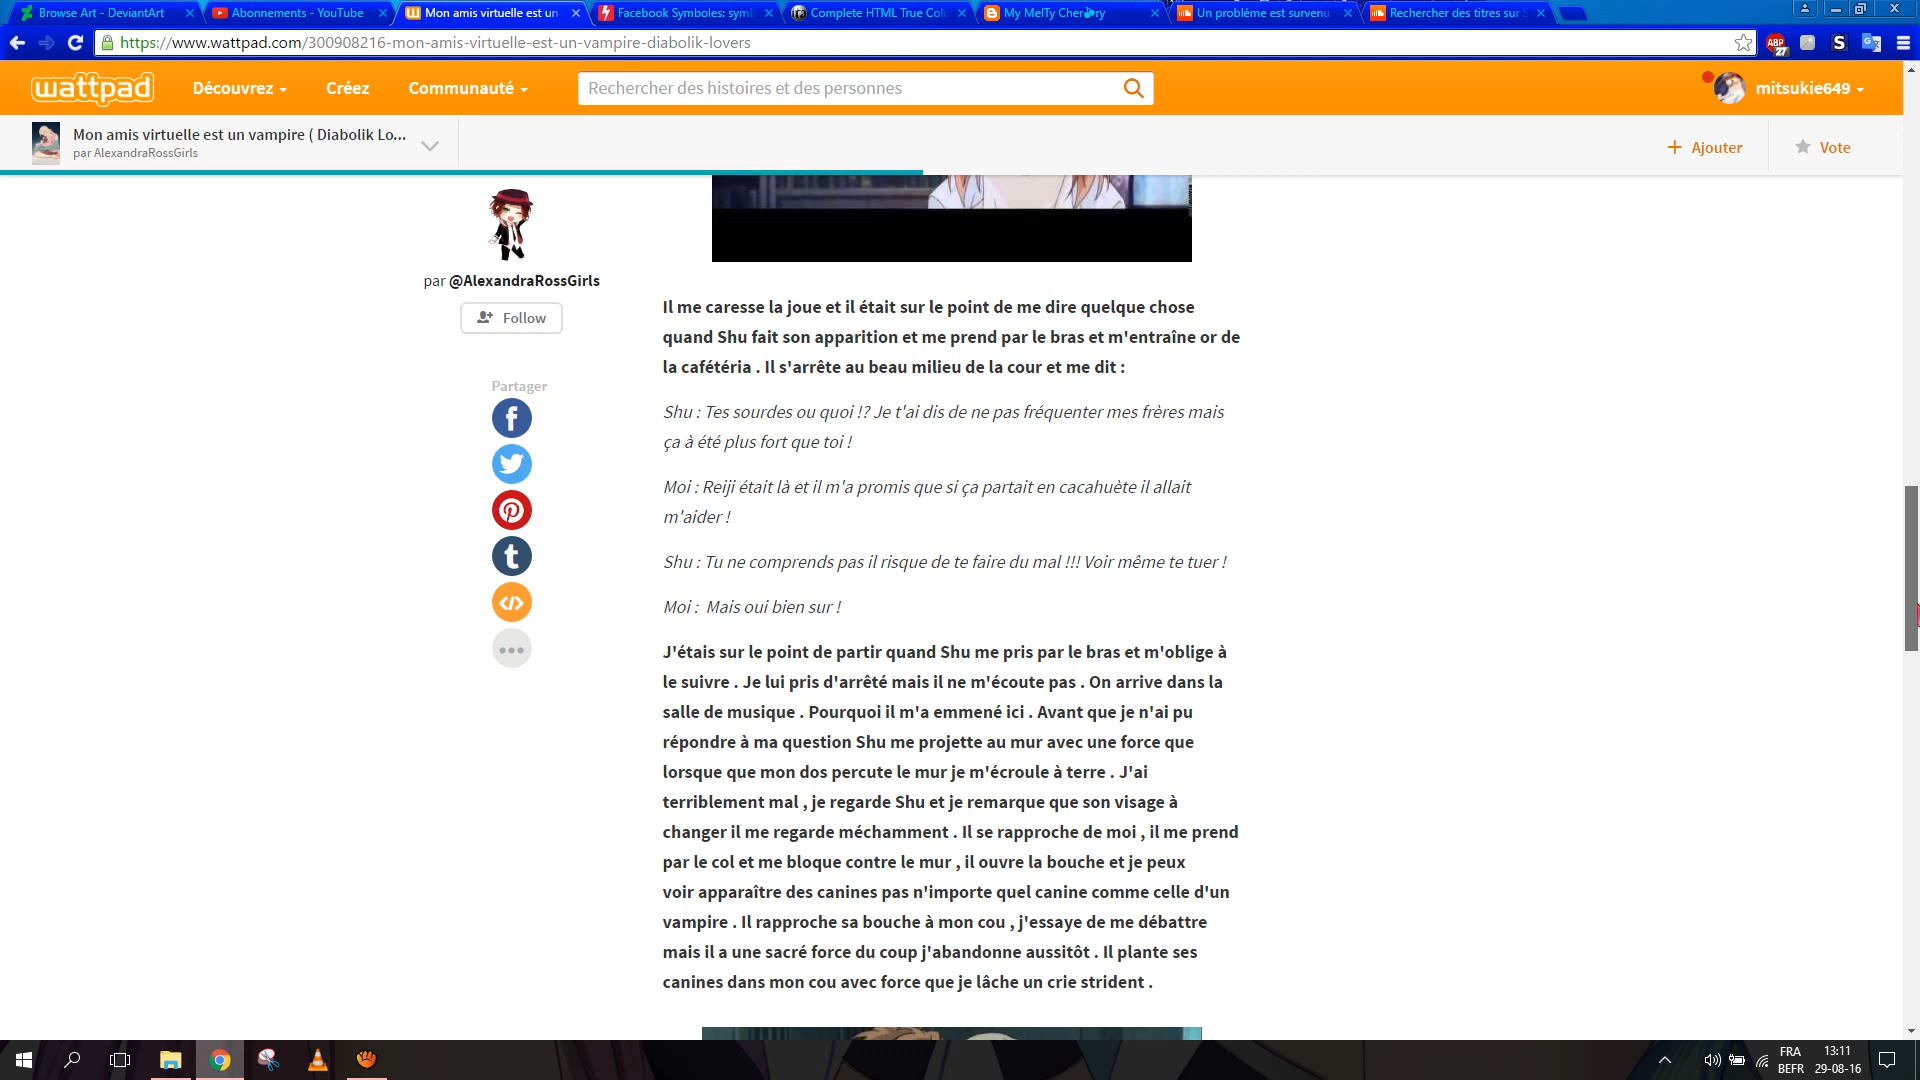 Browse Art - DeviantArt
Abonnements - YouTube
Mon amis virtuelle est un
Facebook Symboles: symb
Complete HTML True Colo
My MelTy Cher
Un problème est survenu
Rechercher des titres sur S
https://www.wattpad.com/300908216-mon-amis-virtuelle-est-un-vampire-diabolik-lovers
ABP
27
S
wattpad
Découvrez
Créez
Communauté
Rechercher des histoires et des personnes
mitsukie649
Mon amis virtuelle est un vampire ( Diabolik Lo...
par AlexandraRossGirls
+ Ajouter
Vote
par @AlexandraRossGirls
Follow
Partager
Il me caresse la joue et il était sur le point de me dire quelque chose
quand Shu fait son apparition et me prend par le bras et m'entraîne or de
la cafétéria . Il s'arrête au beau milieu de la cour et me dit :
Shu : Tes sourdes ou quoi !? Je t'ai dis de ne pas fréquenter mes frères mais
ça à été plus fort que toi !
Moi : Reiji était là et il m'a promis que si ça partait en cacahuète il allait
m'aider !
Shu : Tu ne comprends pas il risque de te faire du mal !!! Voir même te tuer !
Moi :  Mais oui bien sur !
J'étais sur le point de partir quand Shu me pris par le bras et m'oblige à
le suivre . Je lui pris d'arrêté mais il ne m'écoute pas . On arrive dans la
salle de musique . Pourquoi il m'a emmené ici . Avant que je n'ai pu
répondre à ma question Shu me projette au mur avec une force que
lorsque que mon dos percute le mur je m'écroule à terre . J'ai
terriblement mal , je regarde Shu et je remarque que son visage à
changer il me regarde méchamment . Il se rapproche de moi , il me prend
par le col et me bloque contre le mur , il ouvre la bouche et je peux
voir apparaître des canines pas n'importe quel canine comme celle d'un
vampire . Il rapproche sa bouche à mon cou , j'essaye de me débattre
mais il a une sacré force du coup j'abandonne aussitôt . Il plante ses
canines dans mon cou avec force que je lâche un crie strident .
FRA
BEFR
13:11
29-08-16